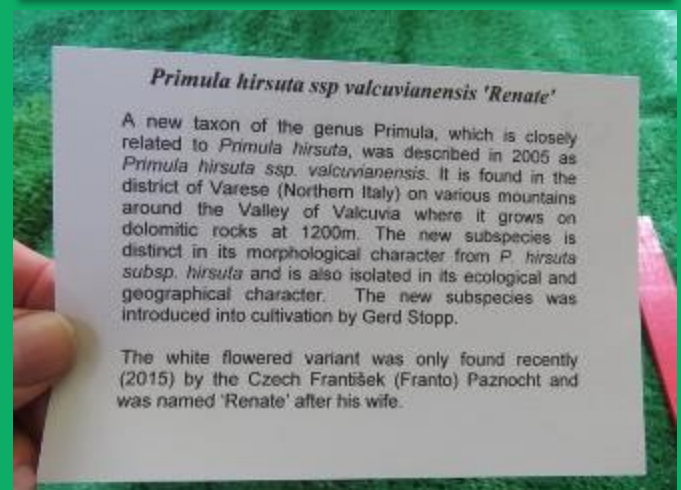 Primula hirsuta ssp valcuvianensis 'Renate'
A new taxon of the genus Primula, which is closely
related to Primula hirsuta, was described in 2005 as
Primula hirsuta ssp. valcuvianensis. It is found in the
district of Varese (Northern Italy) on various mountains
around the Valley of Valcuvia where it grows on
dolomitic rocks at 1200m. The new subspecies is
distinct in its morphological character from P. hirsuta
subsp. hirsuta and is also isolated in its ecological and
geographical character. The new subspecies was
introduced into cultivation by Gerd Stopp.
The white flowered variant was only found recently
(2015) by the Czech František (Franto) Paznocht and
was named 'Renate' after his wife.